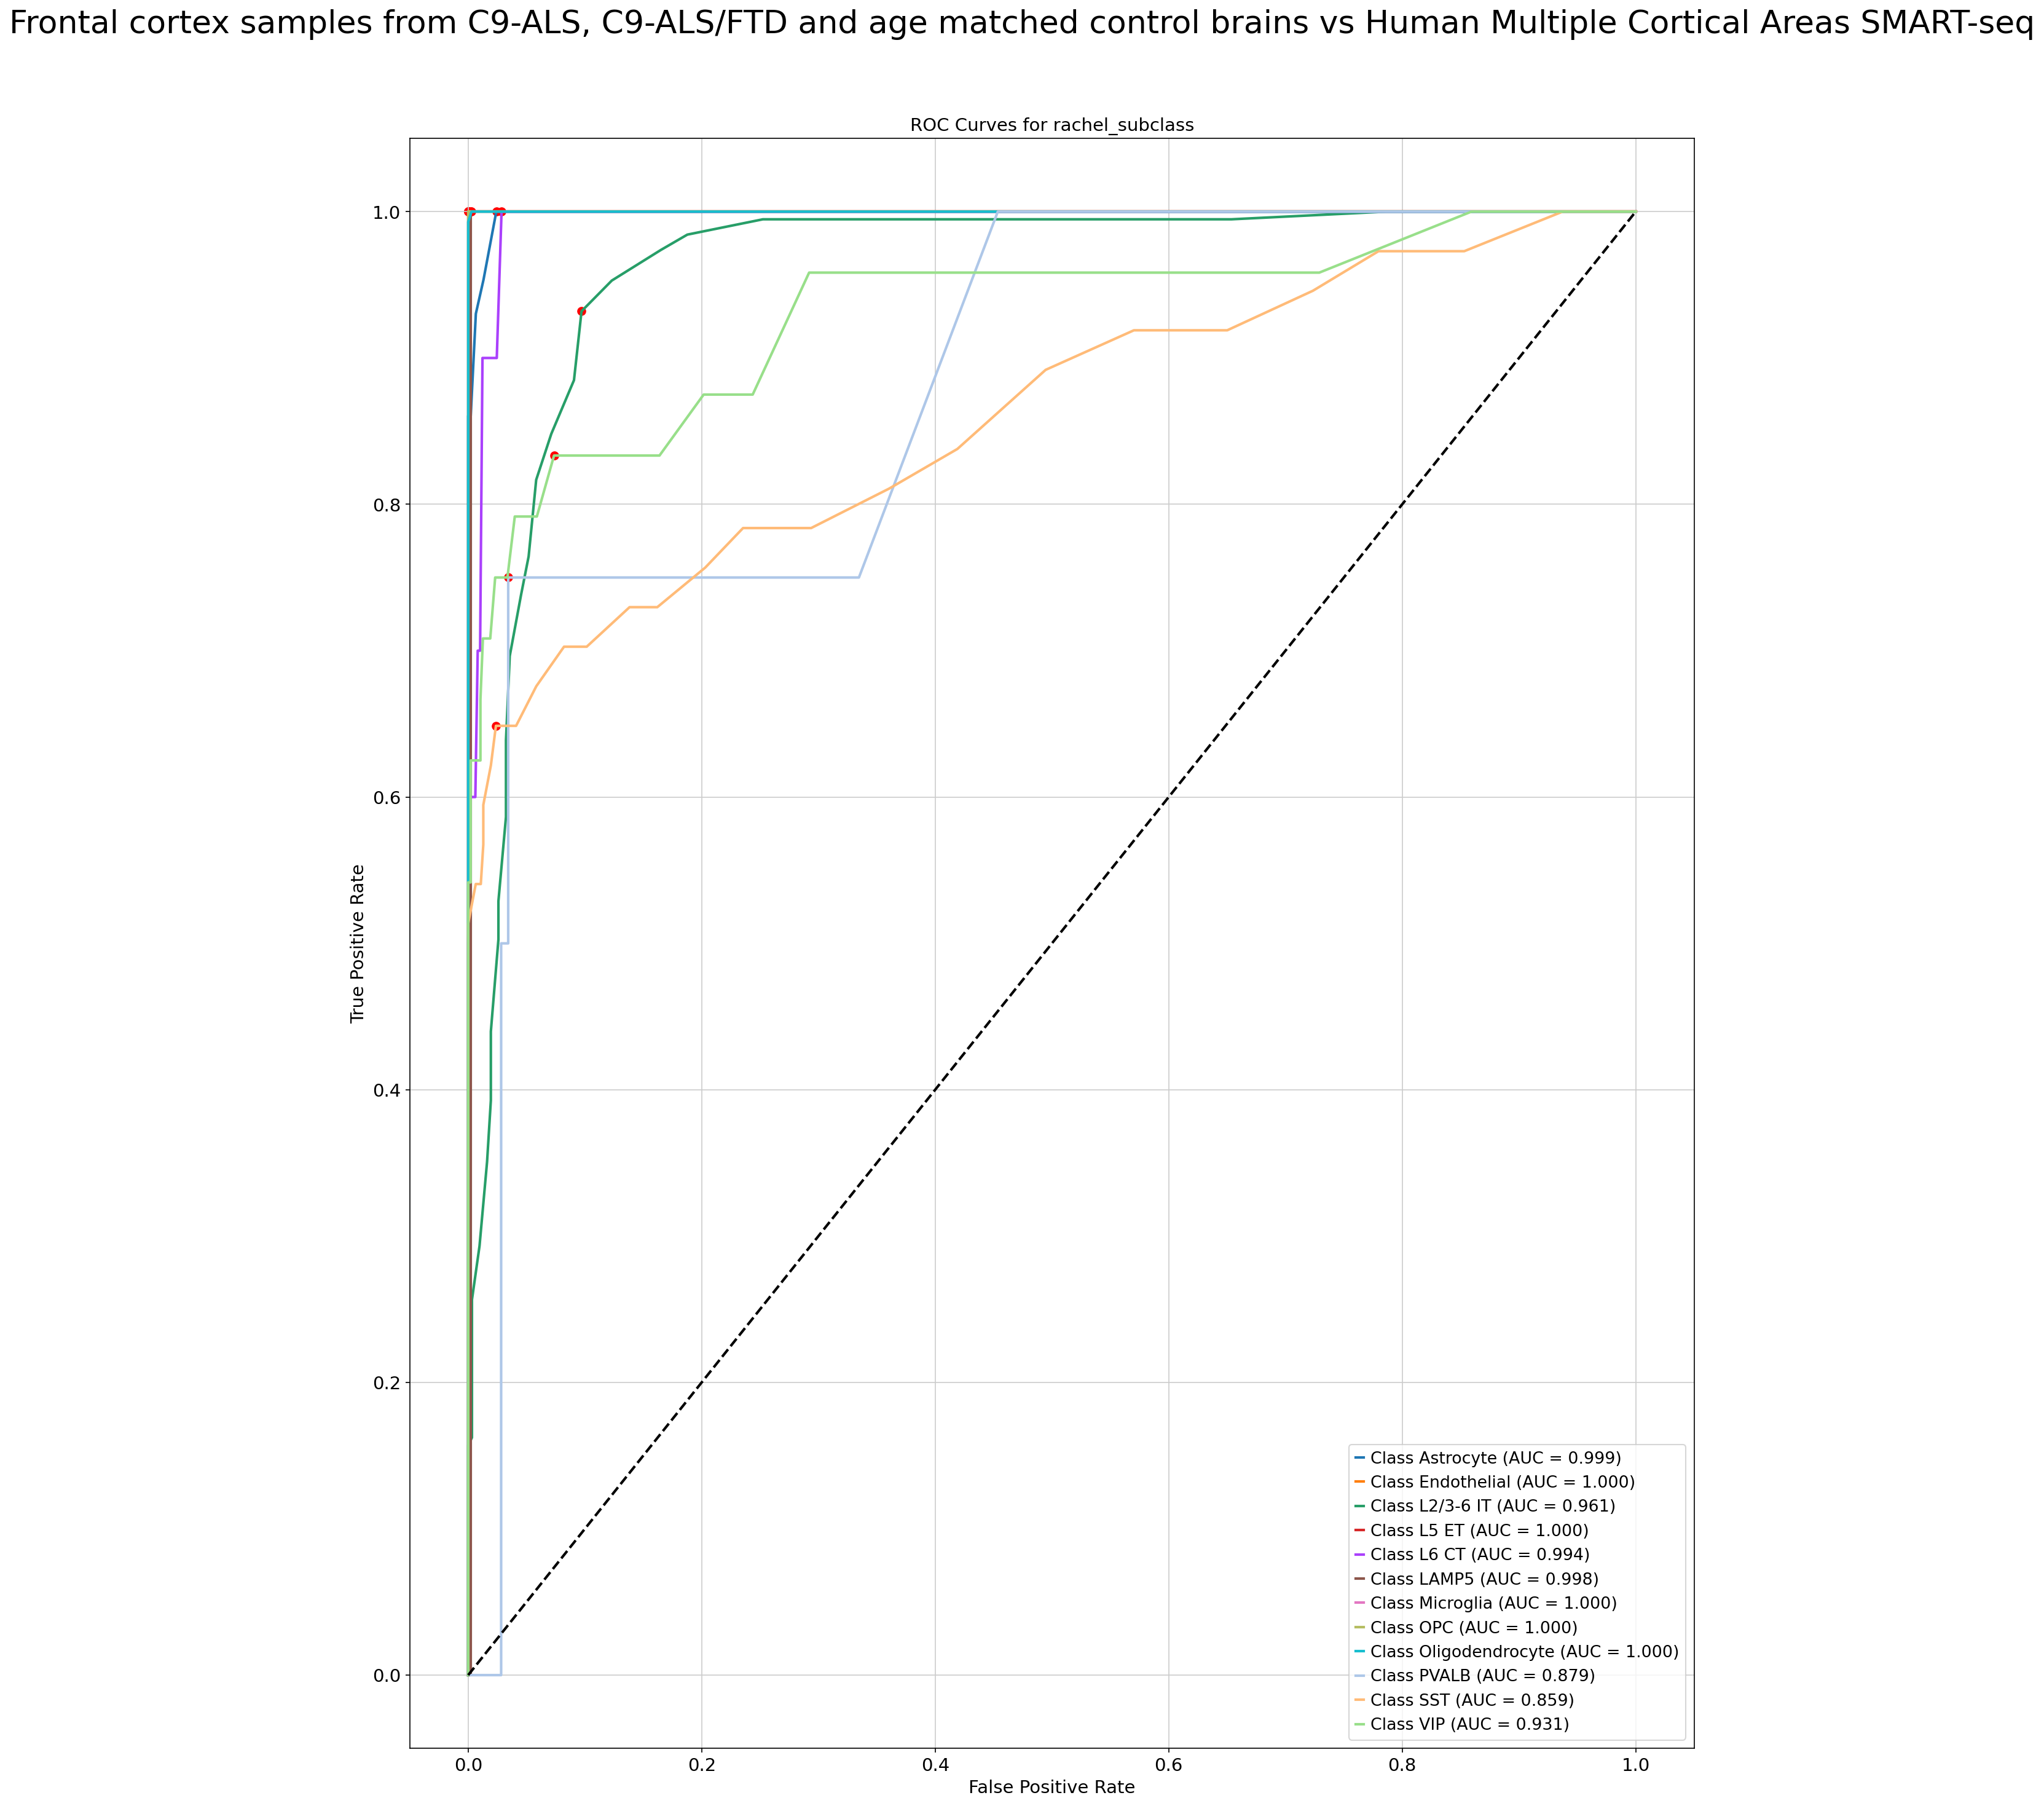 Frontal cortex samples from C9-ALS, C9-ALS/FTD and age matched control brains vs Human Multiple Cortical Areas SMART-seq
ROC Curves for rachel_subclass
1.0
0.8
0.6
0.4
0.2
0.0
True Positive Rate
Class Astrocyte (AUC = 0.999)
Class Endothelial (AUC = 1.000)
Class L2/3-6 IT (AUC = 0.961)
Class L5 ET (AUC = 1.000)
Class L6 CT (AUC = 0.994)
Class LAMP5 (AUC = 0.998)
Class Microglia (AUC = 1.000)
Class OPC (AUC = 1.000)
Class Oligodendrocyte (AUC = 1.000)
Class PVALB (AUC = 0.879)
Class SST (AUC = 0.859)
Class VIP (AUC = 0.931)
0.0 0.2 0.4 0.6 0.8 1.0
False Positive Rate